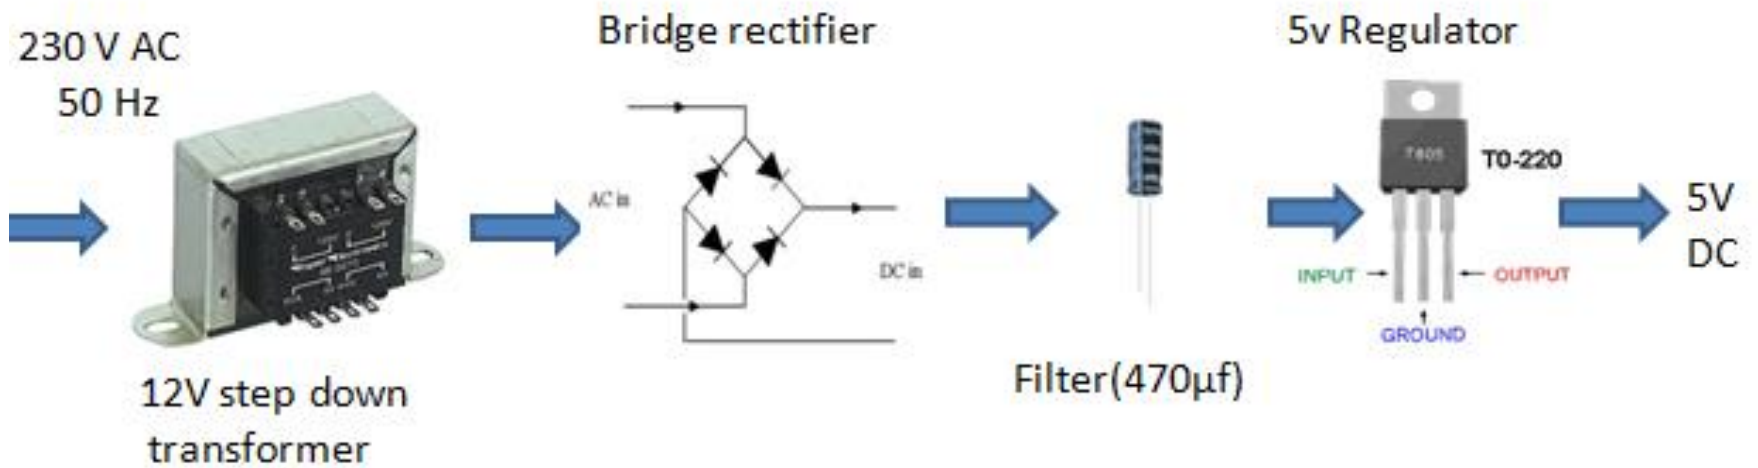 230 V AC
50 Hz
12V step down
transformer
Bridge rectifier
AC in
DC in
Filter(470µf)
5v Regulator
TO-220
INPUT
OUTPUT
GROUND
5V
DC